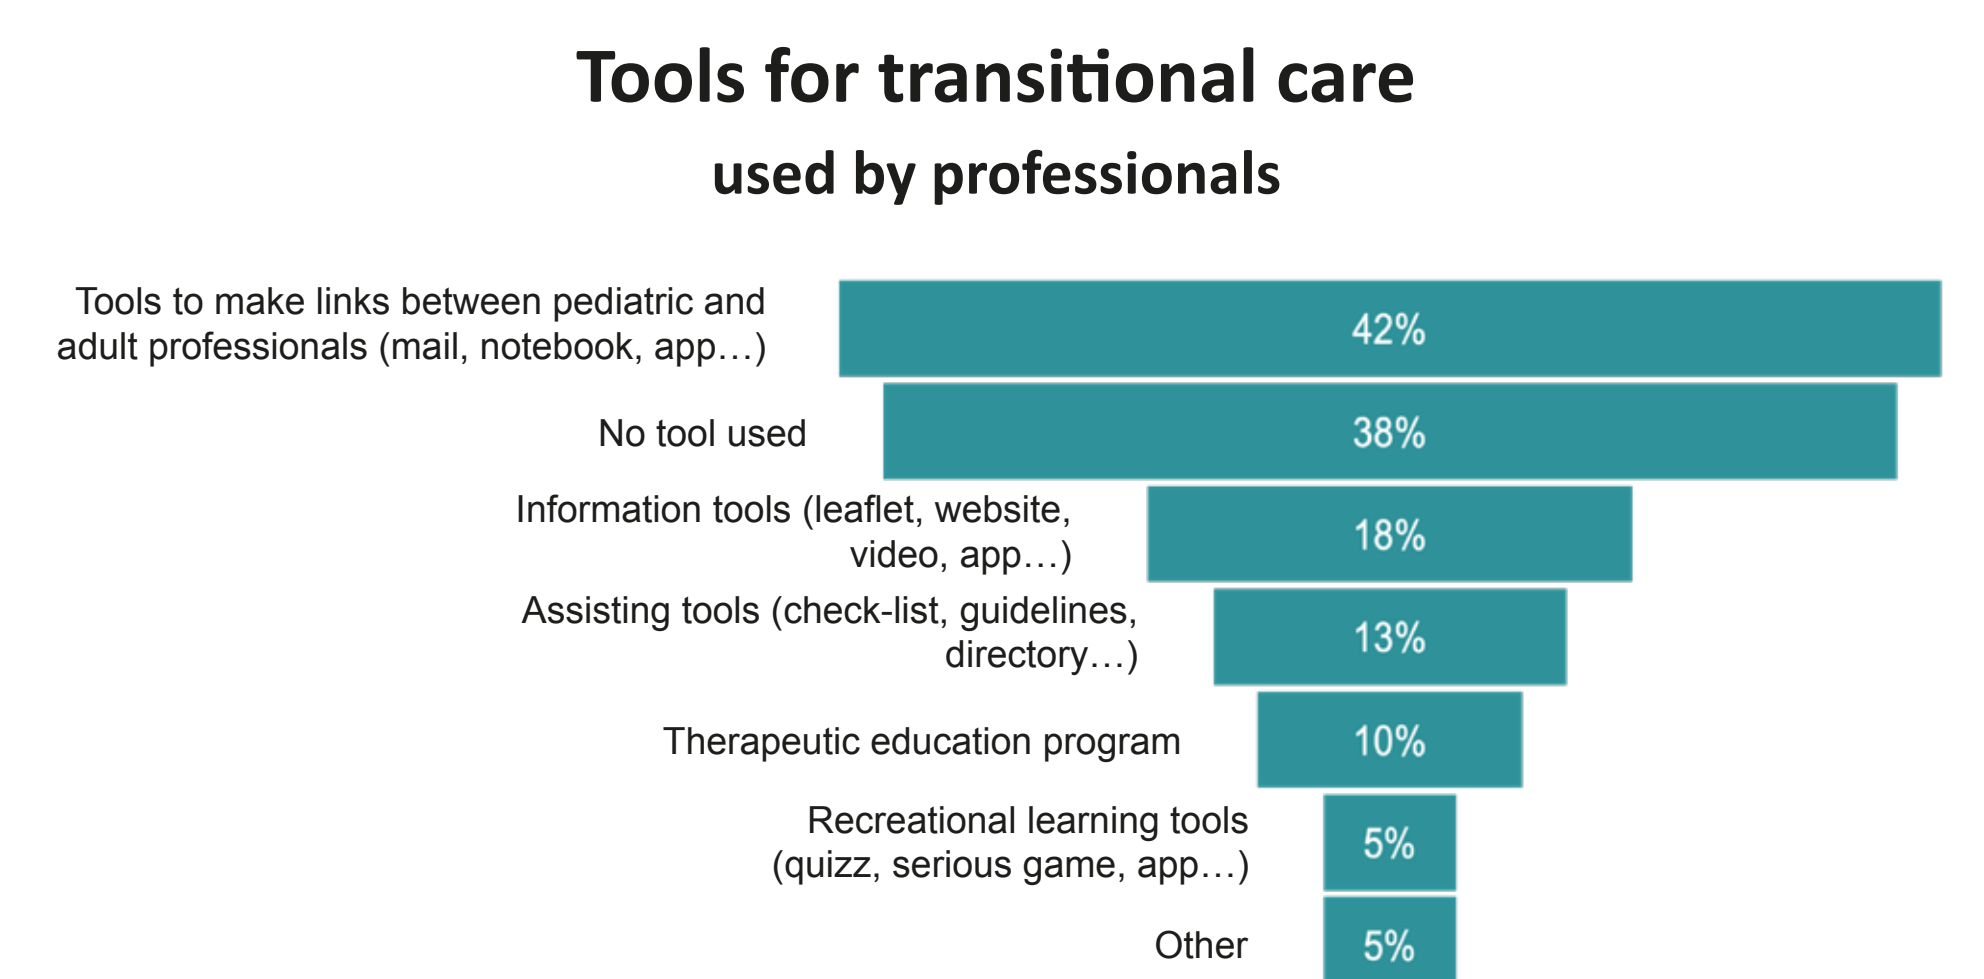 Tools for transitional care
used by professionals
Tools to make links between pediatric and
adult professionals (mail, notebook, app…)
42%
No tool used
38%
Information tools (leaflet, website,
video, app…)
18%
Assisting tools (check-list, guidelines,
directory…)
13%
Therapeutic education program
10%
Recreational learning tools
(quizz, serious game, app…)
5%
Other
5%